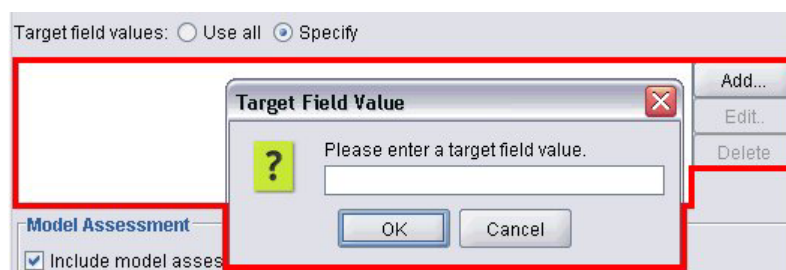 Target field values: Use all Specify
Add...
Target Field Value
Edit..
Please enter a target field value.
Delete
?
OK Cancel
Model Assessment
Include model asses